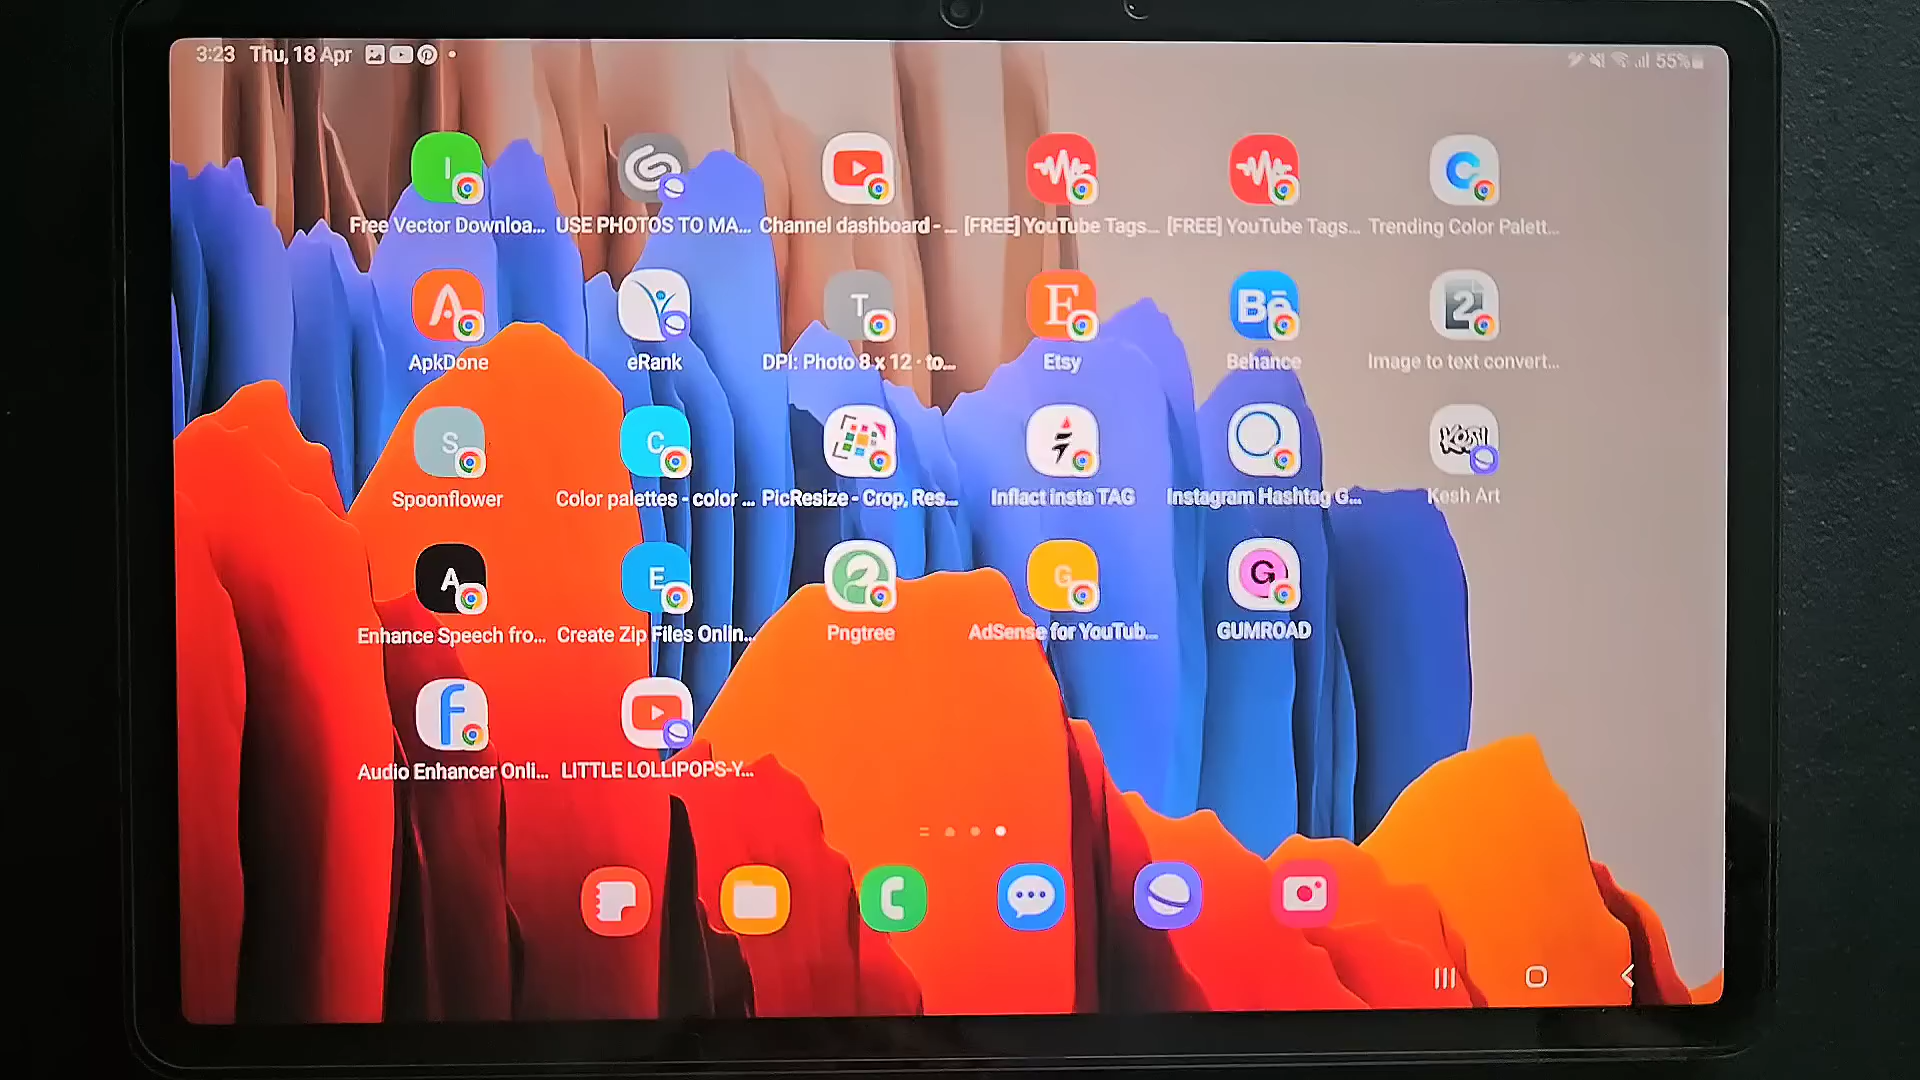 3:23 Thu, 18 Apr
55%
I
Free Vector Downloa...
USE PHOTOS TO MA...
Channel dashboard - ...
[FREE] YouTube Tags...
[FREE] YouTube Tags...
Trending Color Palett...
ApkDone
eRank
T
DPI: Photo 8 x 12 · to...
E
Etsy
Bē
Behance
2
Image to text convert...
S
Spoonflower
C
Color palettes - color ...
PicResize - Crop, Res...
Inflact insta TAG
Instagram Hashtag G...
KESH
Kesh Art
A
Enhance Speech fro...
E
Create Zip Files Onlin...
Pngtree
G
AdSense for YouTub...
G
GUMROAD
F
Audio Enhancer Onli...
LITTLE LOLLIPOPS-Y...